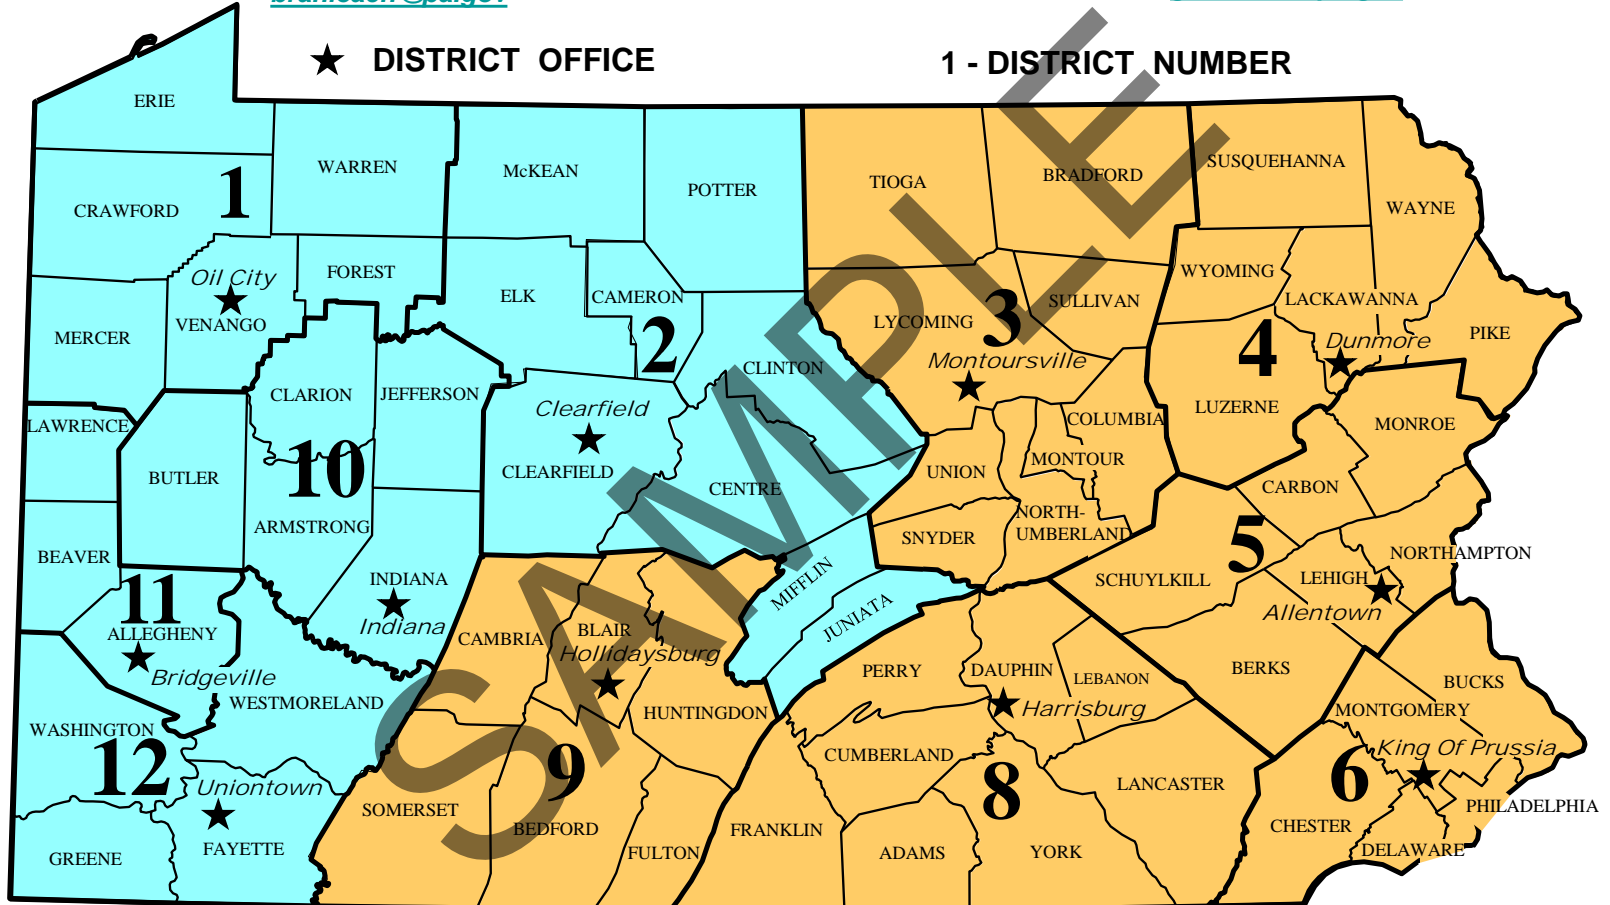 ★ DISTRICT OFFICE
1 - DISTRICT NUMBER
ERIE
WARREN
McKEAN
POTTER
TIOGA
BRADFORD
SUSQUEHANNA
WAYNE
CRAWFORD
1
Oil City
VENANGO
FOREST
ELK
CAMERON
2
CLINTON
LYCOMING
3
SULLIVAN
Montoursville
WYOMING
LACKAWANNA
4
Dunmore
PIKE
MERCER
CLARION
JEFFERSON
Clearfield
CLEARFIELD
CENTRE
COLUMBIA
LUZERNE
MONROE
LAWRENCE
BUTLER
10
ARMSTRONG
UNION
MONTOUR
CARBON
SNYDER
NORTH-
UMBERLAND
5
NORTHAMPTON
BEAVER
11
ALLEGHENY
Bridgeville
INDIANA
Indiana
MIFFLIN
JUNIATA
SCHUYLKILL
LEHIGH
Allentown
CAMBRIA
BLAIR
Hollidaysburg
HUNTINGDON
PERRY
DAUPHIN
LEBANON
Harrisburg
BERKS
BUCKS
WESTMORELAND
WASHINGTON
12
Uniontown
MONTGOMERY
King Of Prussia
6
PHILADELPHIA
CUMBERLAND
8
LANCASTER
CHESTER
DELAWARE
SOMERSET
9
BEDFORD
FULTON
FRANKLIN
ADAMS
YORK
GREENE
FAYETTE
SAMPLE